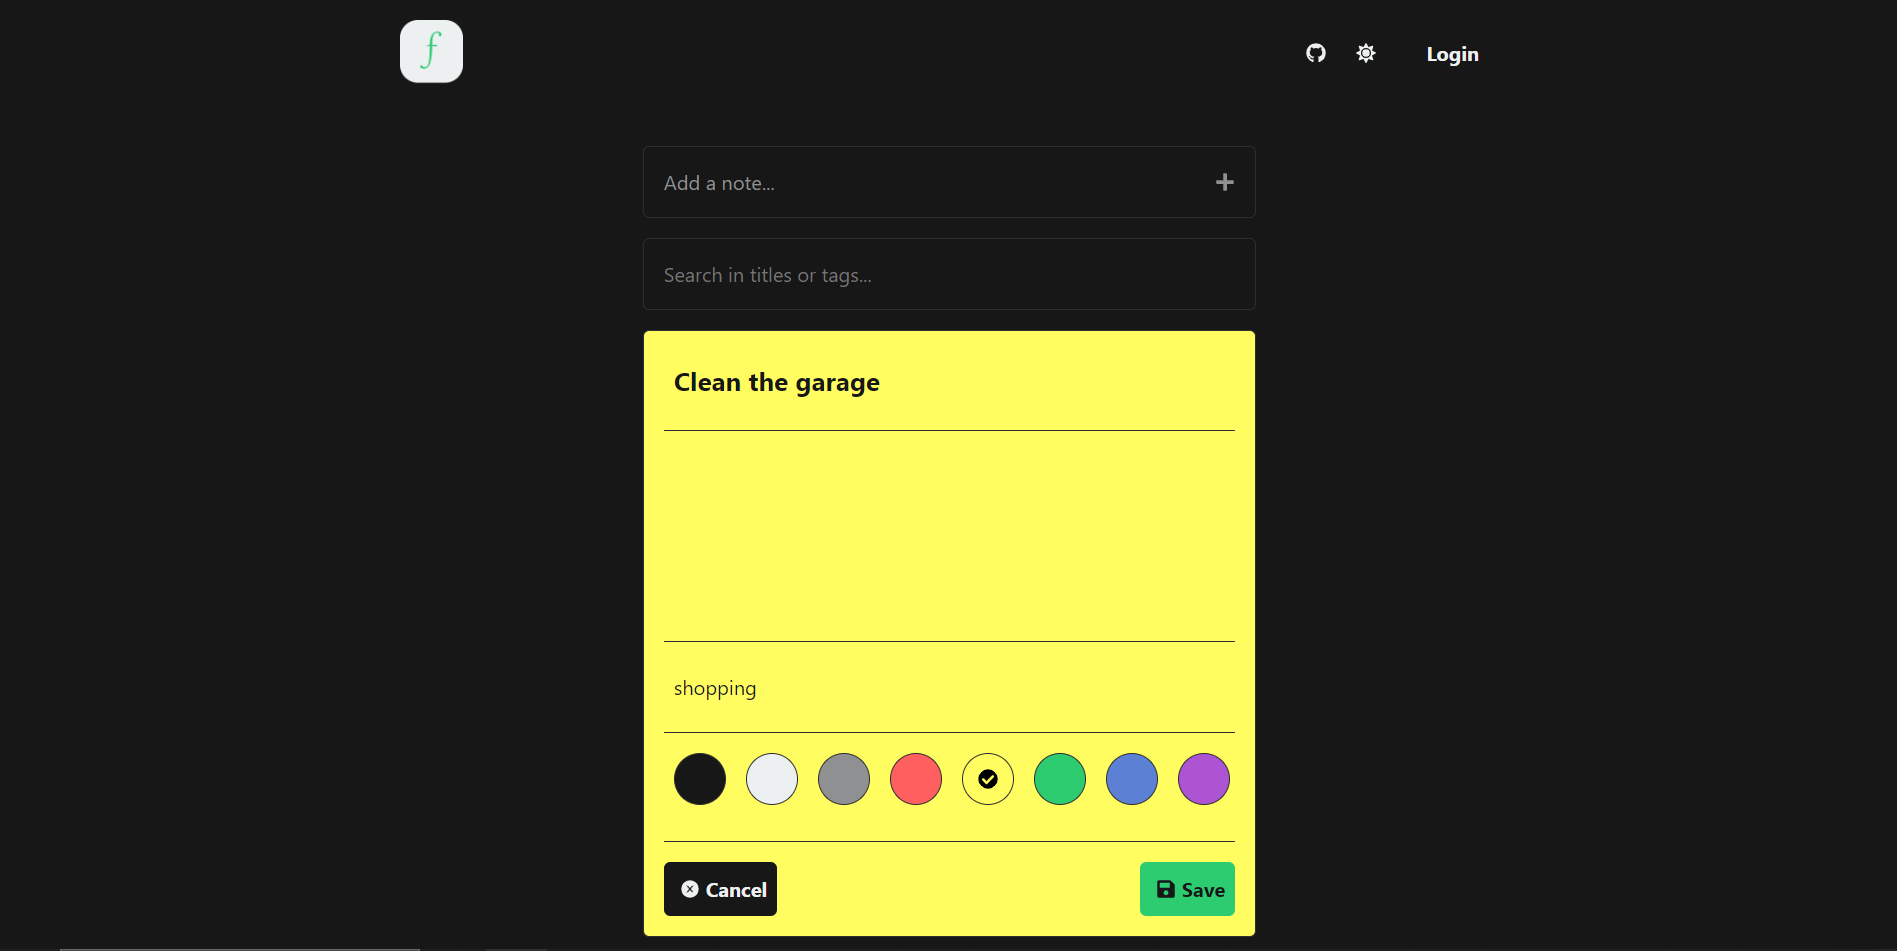 f
Login
Add a note...
Search in titles or tags...
Clean the garage
shopping
Cancel
Save